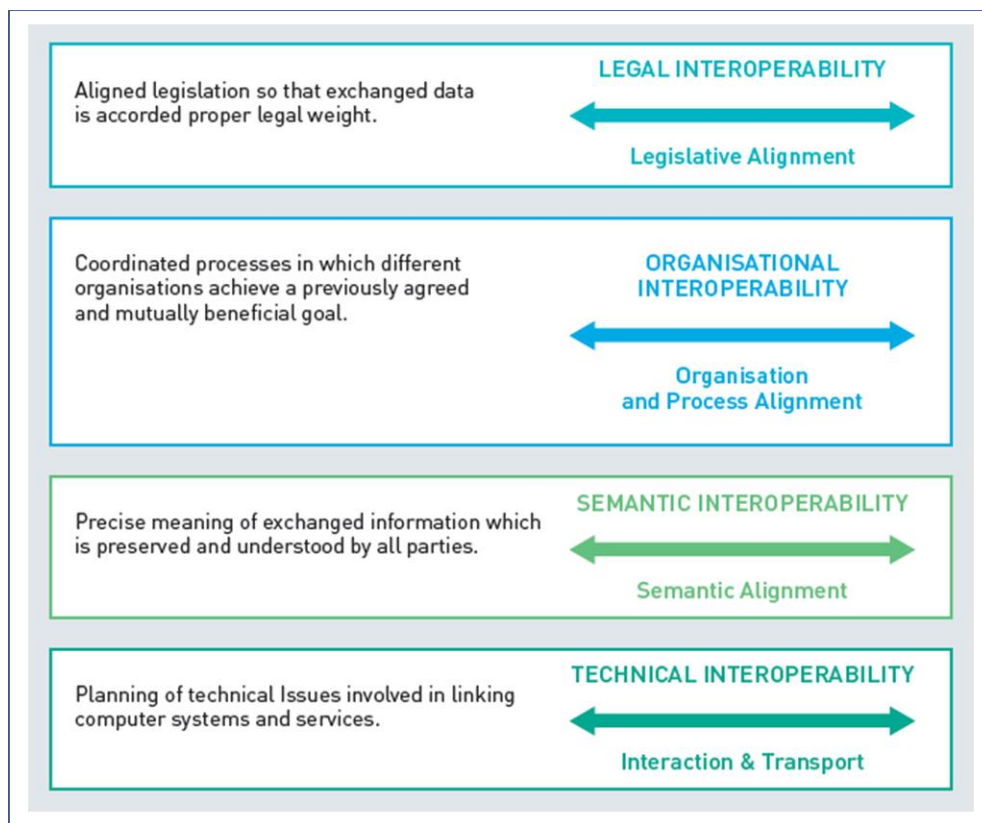 Aligned legislation so that exchanged data
is accorded proper legal weight.
LEGAL INTEROPERABILITY
Legislative Alignment
Coordinated processes in which different
organisations achieve a previously agreed
and mutually beneficial goal.
ORGANISATIONAL
INTEROPERABILITY
Organisation
and Process Alignment
Precise meaning of exchanged information which
is preserved and understood by all parties.
SEMANTIC INTEROPERABILITY
Semantic Alignment
Planning of technical Issues involved in linking
computer systems and services.
TECHNICAL INTEROPERABILITY
Interaction & Transport